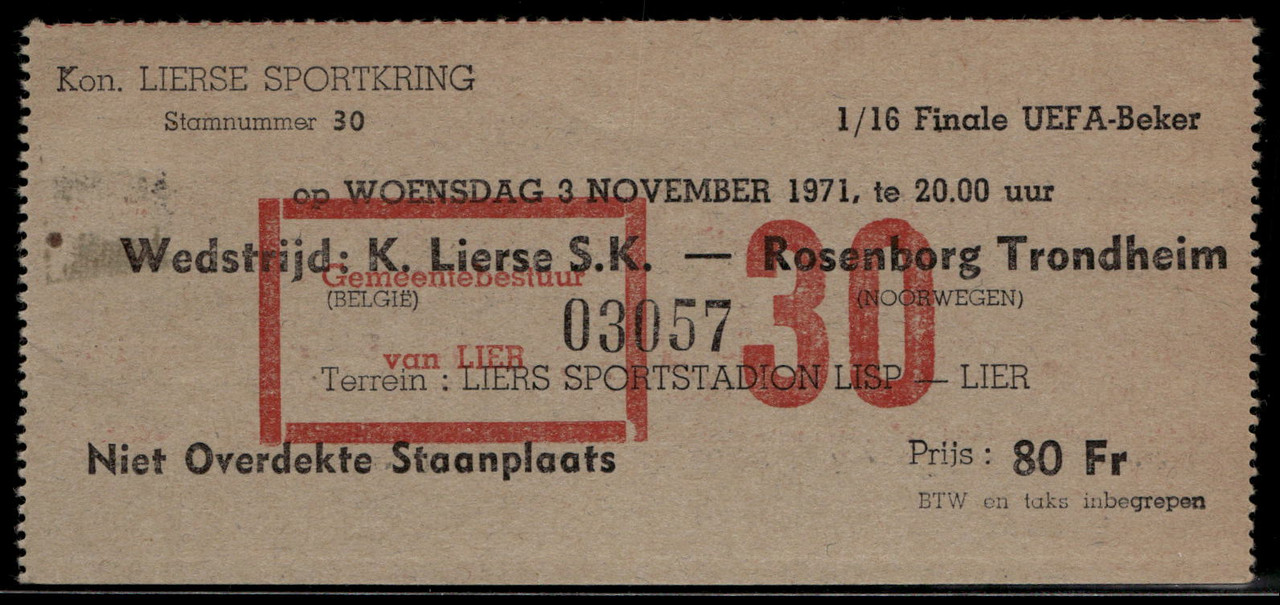 Kon. LIERSE SPORTKRING
Stamnummer 30
1/16 Finale UEFA-Beker
op WOENSDAG 3 NOVEMBER 1971, te 20.00 uur
Wedstrijd: K. Lierse S.K. — Rosenborg Trondheim
(BELGIË) (NOORWEGEN)
Gemeentebestuur
van LIER
03057
30
Terrein : LIERS SPORTSTADION LISP — LIER
Niet Overdekte Staanplaats
Prijs : 80 Fr
BTW en taks inbegrepen